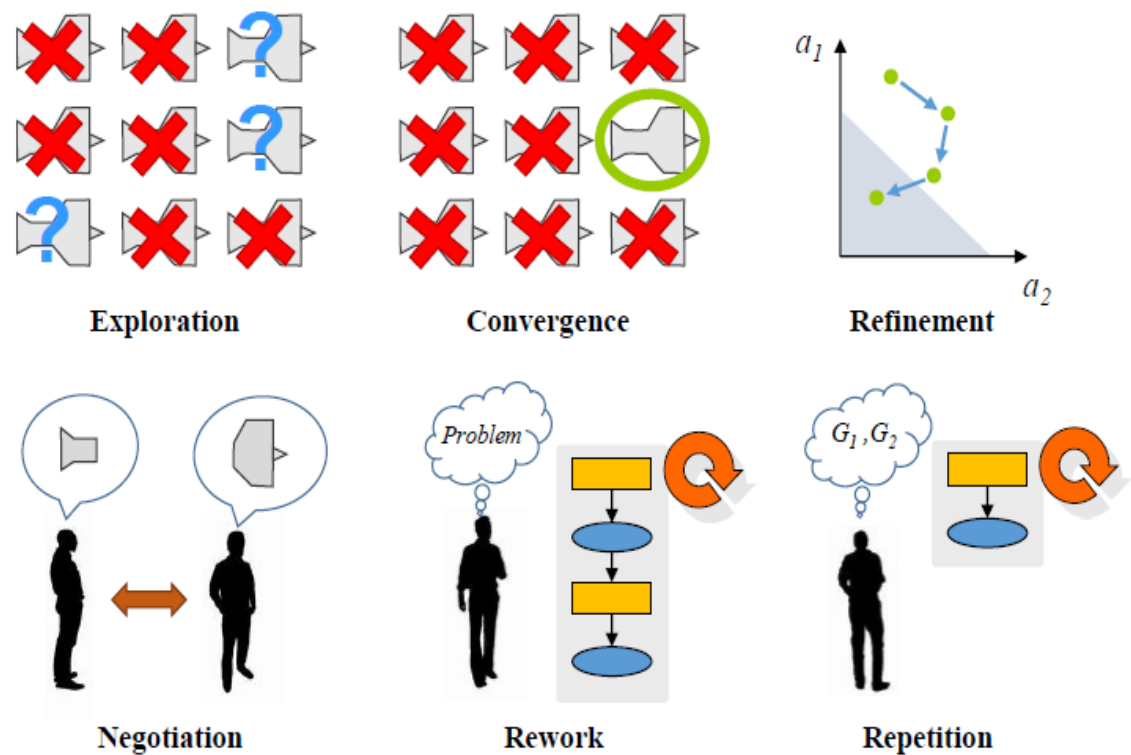 ? 
a1
?
?
a2
Exploration
Convergence
Refinement
Problem
G1 ,G2
Negotiation
Rework
Repetition